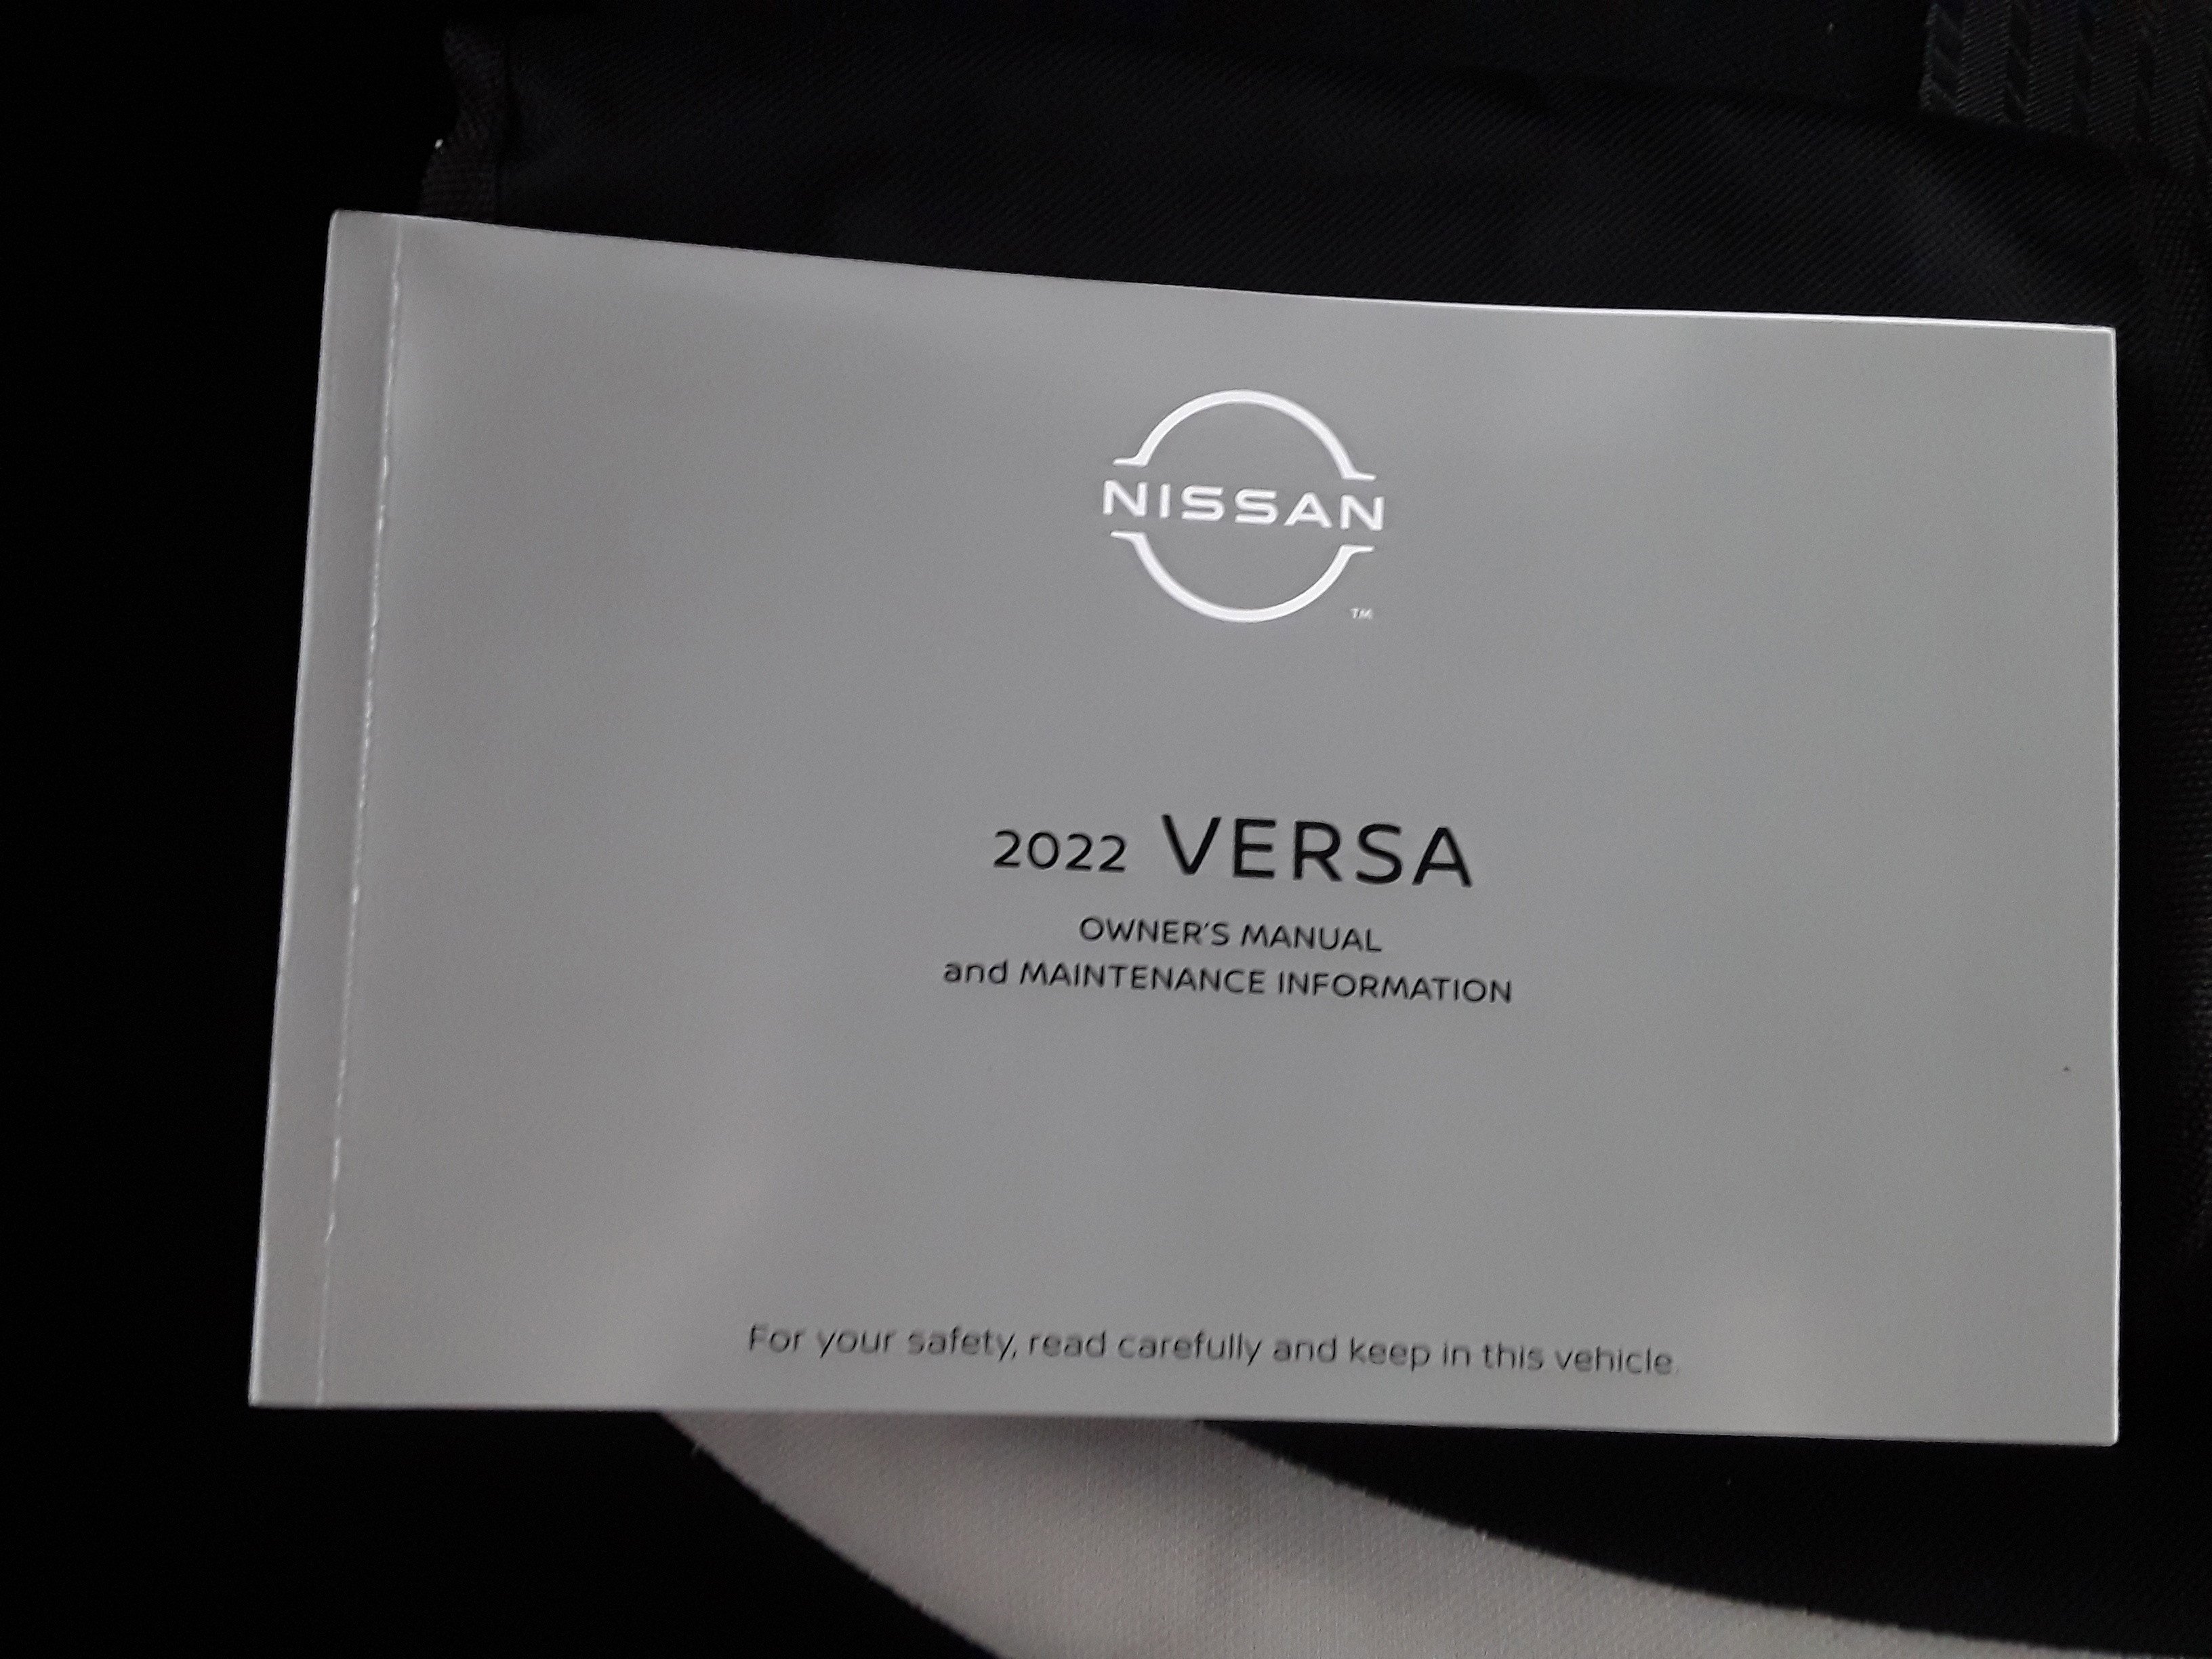 NISSAN
™
2022 VERSA
OWNER'S MANUAL
and MAINTENANCE INFORMATION
For your safety, read carefully and keep in this vehicle.